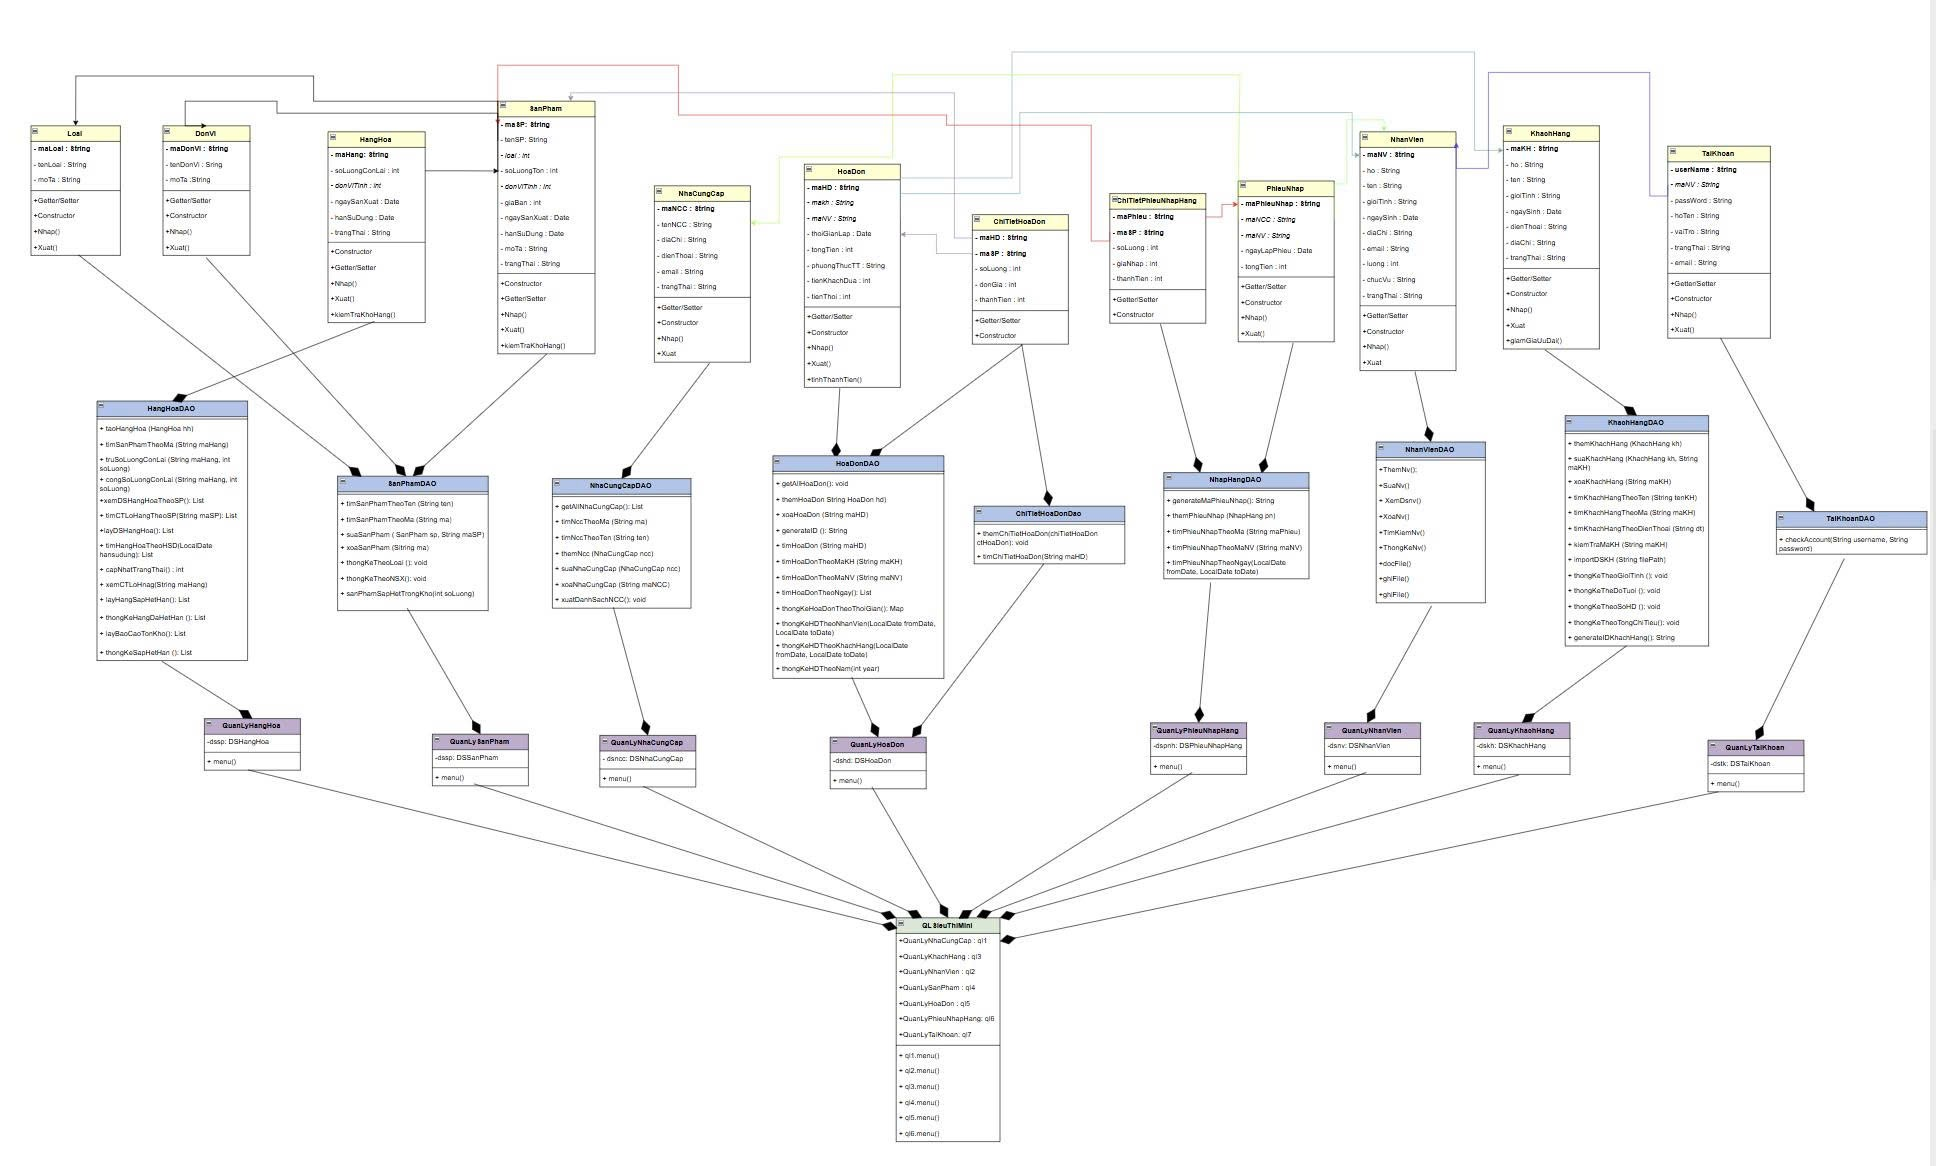 Loai
- maLoai : String
- tenLoai : String
- moTa : String
+Getter/Setter
+Constructor
+Nhap()
+Xuat()
DonVi
- maDonVi : String
- tenDonVi : Sring
- moTa :String
+Getter/Setter
+Constructor
+Nhap()
+Xuat()
HangHoa
- maHang: String
- soLuongConLai : int
- donViTinh : int
- ngaySanXuat : Date
- hanSuDung : Date
- trangThai : String
+Constructor
+Getter/Setter
+Nhap()
+Xuat()
+kiemTraKhoHang()
SanPham
- maSP: String
- tenSP: String
- loai : int
- soLuongTon : int
- donViTinh : int
- giaBan : int
- ngaySanXuat : Date
- hanSuDung : Date
- moTa : String
- trangThai : String
+Constructor
+Getter/Setter
+Nhap()
+Xuat()
+kiemTraKhoHang()
NhaCungCap
- maNCC : String
- tenNCC : String
- diaChi : String
- dienThoai : String
- email : String
- trangThai : String
+Getter/Setter
+Constructor
+Nhap()
+Xuat
HoaDon
- maHD : String
- makh : String
- maNV : String
- thoiGianLap : Date
- tongTien : int
- phuongThucTT : String
- tienKhachDua : int
- tienThoi : int
+Getter/Setter
+Constructor
+Nhap()
+Xuat()
+tinhThanhTien()
ChiTietHoaDon
- maHD : String
- maSP : String
- soLuong : int
- donGia : int
- thanhTien : int
+Getter/Setter
+Constructor
ChiTietPhieuNhapHang
- maPhieu : String
- maSP : String
- soLuong : int
- giaNhap : int
- thanhTien : int
+Getter/Setter
+Constructor
PhieuNhap
- maPhieuNhap : String
- maNCC : String
- maNV : String
- ngayLapPhieu : Date
- tongTien : int
+Getter/Setter
+Constructor
+Nhap()
+Xuat()
NhanVien
- maNV : String
- ho : String
- ten : String
- gioiTinh : String
- ngaySinh : Date
- diaChi : String
- email : String
- luong : int
- chucVu : String
- trangThai : String
+Getter/Setter
+Constructor
+Nhap()
+Xuat
KhachHang
- maKH : String
- ho : String
- ten : String
- gioiTinh : String
- ngaySinh : Date
- dienThoai : String
- diaChi : String
- trangThai : String
+Getter/Setter
+Constructor
+Nhap()
+Xuat
+giamGiaUuDai()
TaiKhoan
- userName : String
- maNV : String
- passWord : String
- hoTen : String
- vaiTro : String
- trangThai : String
- email : String
+Getter/Setter
+Constructor
+Nhap()
+Xuat()
HangHoaDAO
+ taoHangHoa (HangHoa hh)
+ timSanPhamTheoMa (String maHang)
+ truSoLuongConLai (String maHang, int
soLuong)
+ congSoLuongConLai (String maHang, int
soLuong)
+xemDSHangHoaTheoSP(): List
+ timCTLoHangTheoSP(String maSP): List
+layDSHangHoa(): List
+ timHangHoaTheoHSD(LocalDate
hansudung): List
+ capNhatTrangThai() : int
+ xemCTLoHnag(String maHang)
+ layHangSapHetHan(): List
+ thongKeHangDaHetHan (): List
+ layBaoCaoTonKho(): List
+ thongKeSapHetHan (): List
SanPhamDAO
+ timSanPhamTheoTen (String ten)
+ timSanPhamTheoMa (String ma)
+ suaSanPham ( SanPham sp, String maSP)
+ xoaSanPham (Sitring ma)
+ thongKeTheoLoai (): void
+ thongKeTheoNSX(): void
+ sanPhamSapHetTrongKho(int soLuong)
NhaCungCapDAO
+ getAllNhaCungCap(): List
+ timNccTheoMa (String ma)
+ timNccTheoTen (String ten)
+ themNcc (NhaCungCap ncc)
+ suaNhaCungCap (NhaCungCap ncc)
+ xoaNhaCungCap (String maNCC)
+ xuatDanhSachNCC(): void
HoaDonDAO
+ getAllHoaDon(): void
+ themHoaDon (String HoaDon hd)
+ xoaHoaDon (String maHD)
+ generateID (): String
+ timHoaDon (String maHD)
+ timHoaDonTheoMaKH (String maKH)
+ timHoaDonTheoMaNV (String maNV)
+ timHoaDonTheoNgay(): List
+ thongKeHoaDonTheoThoiGian(): Map
+ thongKeHDTheoNhanVien(LocalDate fromDate,
LocalDate toDate)
+ thongKeHDTheoKhachHang(LocalDate
fromDate, LocalDate toDate)
+ thongKeHDTheoNam(int year)
ChiTietHoaDonDao
+ themChiTietHoaDon(chiTietHoaDon
ctHoaDon): void
+ timChiTietHoaDon(String maHD)
NhapHangDAO
+ generateMaPhieuNhap(): String
+ themPhieuNhap (NhapHang pn)
+ timPhieuNhapTheoMa (String maPhieu)
+ timPhieuNhapTheoMaNV (String maNV)
+ timPhieuNhapTheoNgay(LocalDate
fromDate, LocalDate toDate)
NhanVienDAO
+ThemNv();
+SuaNv()
+ XemDsnv()
+XoaNv()
+TimKiemNv()
+ThongKeNv()
+docFile()
+ghiFile()
+ghiFile()
KhachHangDAO
+ themKhachHang (KhachHang kh)
+ suaKhachHang (KhachHang kh, String
maKH)
+ xoaKhachHang (String maKH)
+ timKhachHangTheoTen (String tenKH)
+ timKhachHangTheoMa (String maKH)
+ timKhachHangTheoDienThoai (String dt)
+ kiemTraMaKH (String maKH)
+ importDSKH (String filePath)
+ thongKeTheoGioiTinh (): void
+ thongKeTheDoTuoi (): void
+ thongKeTheoSoHD (): void
+ thongKeTheoTongChiTieu(): void
+ generateIDKhachHang(): String
TaiKhoanDAO
+ checkAccount(String username, String
password)
QuanLyHangHoa
-dssp: DSHangHoa
+ menu()
QuanLySanPham
-dssp: DSSanPham
+ menu()
QuanLyNhaCungCap
- dsncc: DSNhaCungCap
+ menu()
QuanLyHoaDon
-dshd: DSHoaDon
+ menu()
QuanLyPhieuNhapHang
-dspnh: DSPhieuNhapHang
+ menu()
QuanLyNhanVien
-dsnv: DSNhanVien
+ menu()
QuanLyKhachHang
-dskh: DSKhachHang
+ menu()
QuanLyTaiKhoan
-dstk: DSTaiKhoan
+ menu()
QLSieuThiMini
+QuanLyNhaCungCap : ql1
+QuanLyKhachHang : ql3
+QuanLyNhanVien : ql2
+QuanLySanPham : ql4
+QuanLyHoaDon : ql5
+QuanLyPhieuNhapHang: ql6
+QuanLyTaiKhoan: ql7
+ ql1.menu()
+ ql2.menu()
+ ql3.menu()
+ ql4.menu()
+ ql5.menu()
+ ql6.menu()